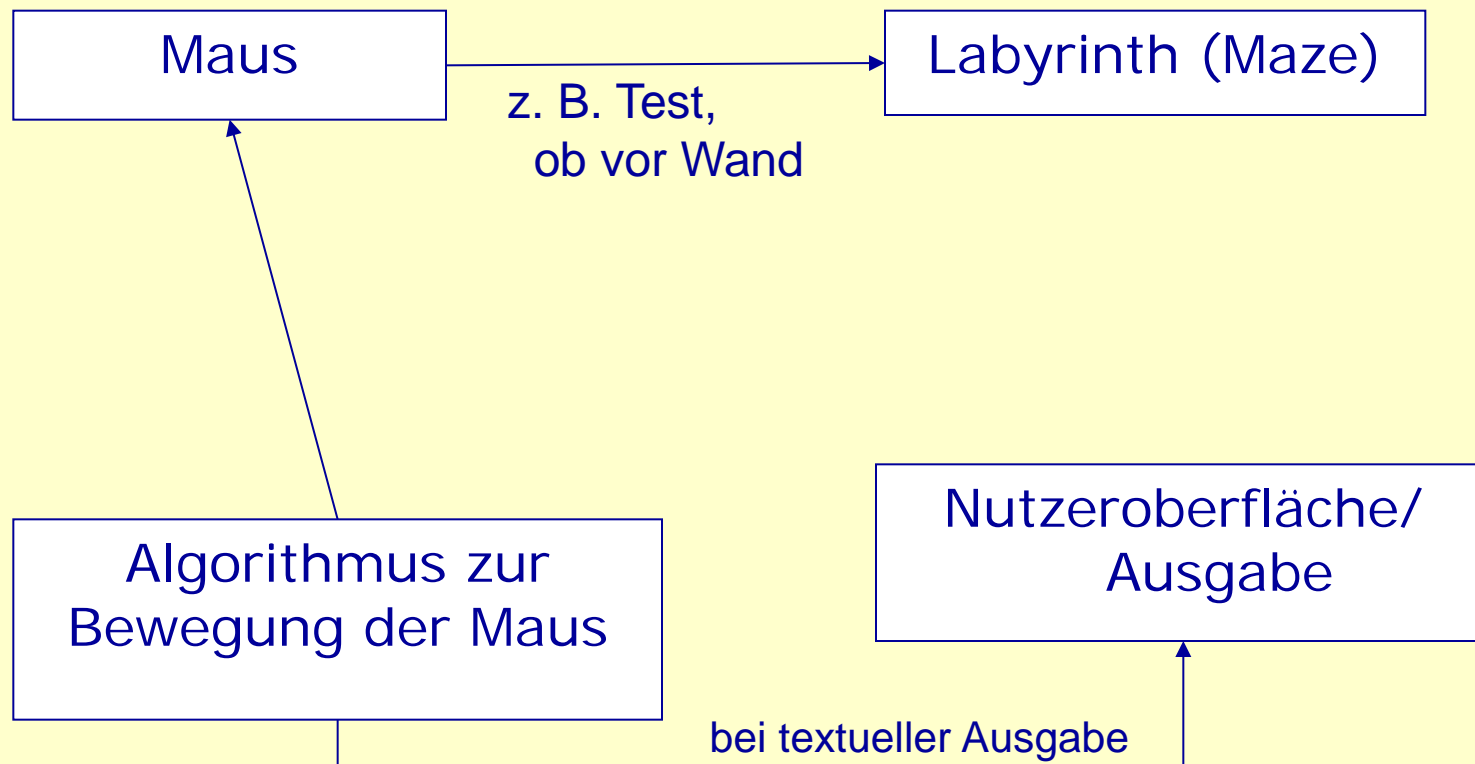 Maus
Labyrinth (Maze)
z. B. Test,
ob vor Wand
Algorithmus zur
Bewegung der Maus
Nutzeroberfläche/
Ausgabe
bei textueller Ausgabe